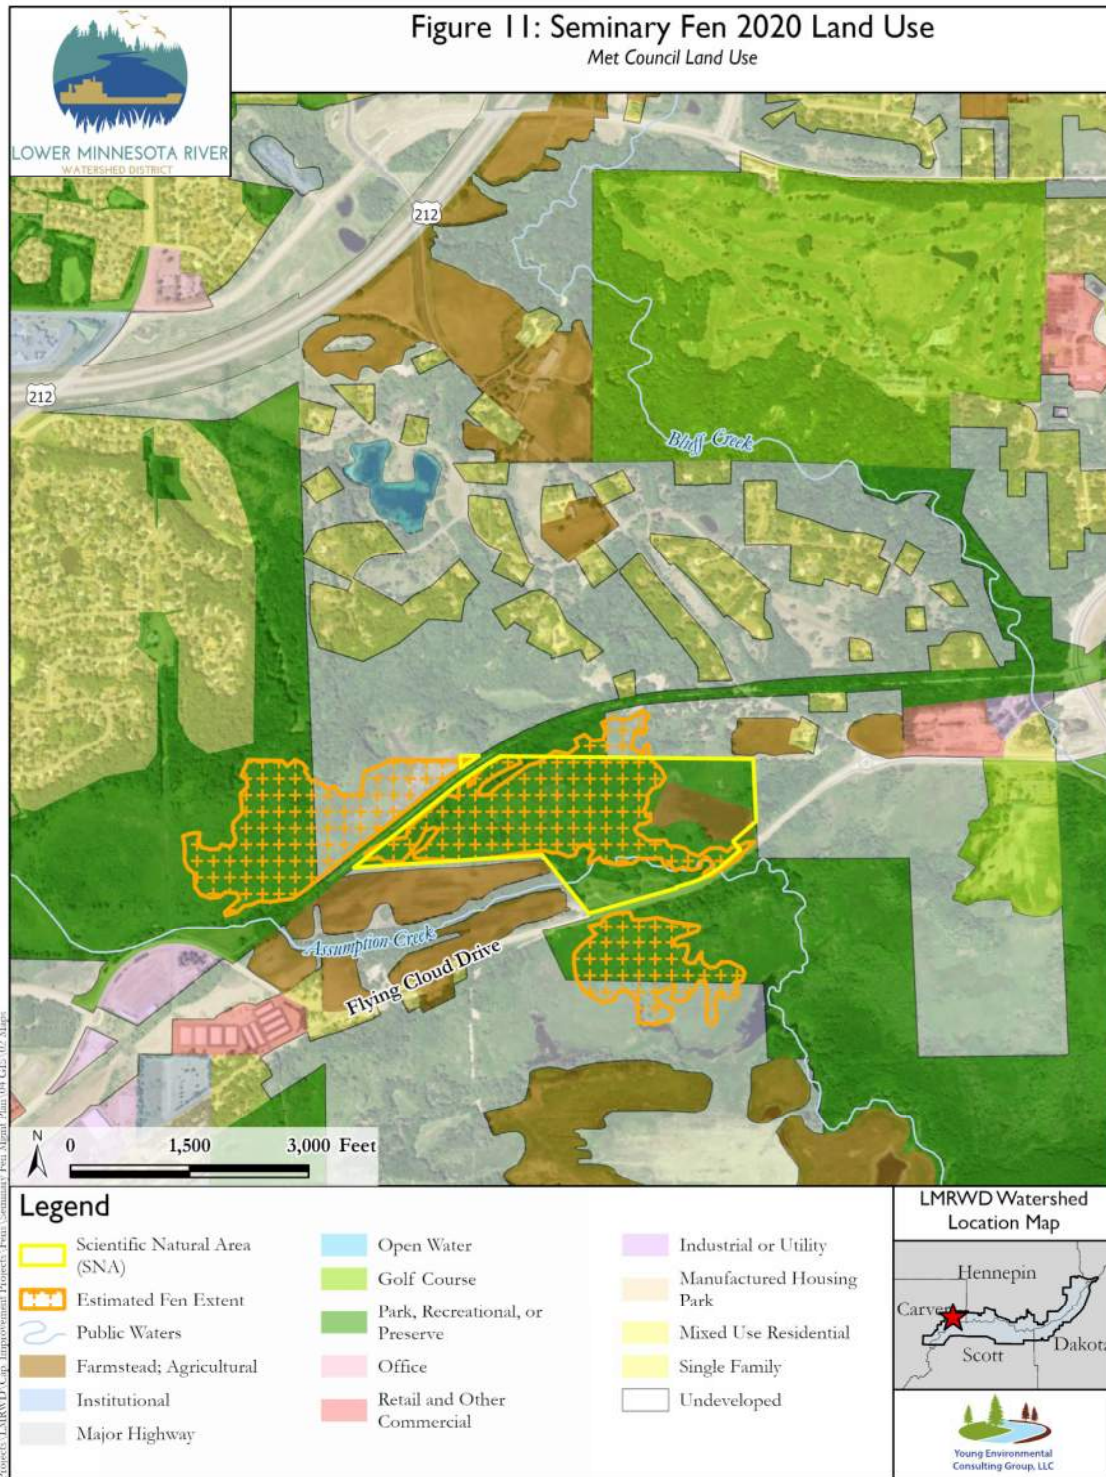 Figure 11: Seminary Fen 2020 Land Use
Met Council Land Use
LOWER MINNESOTA RIVER
WATERSHED DISTRICT
212
212
Bluff Creek
Assumption Creek
Flying Cloud Drive
N
0 1,500 3,000 Feet
Legend
Scientific Natural Area
(SNA)
Estimated Fen Extent
Public Waters
Farmstead; Agricultural
Institutional
Major Highway
Open Water
Golf Course
Park, Recreational, or
Preserve
Office
Retail and Other
Commercial
Industrial or Utility
Manufactured Housing
Park
Mixed Use Residential
Single Family
Undeveloped
LMRWD Watershed
Location Map
Hennepin
Carver
Scott
Dakota
Young Environmental
Consulting Group, LLC